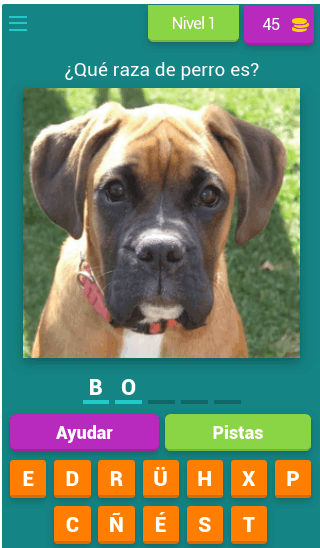 Nivel 1
45
¿Qué raza de perro es?
B O
Ayudar
Pistas
E D R Ü H X P
C Ñ É S T